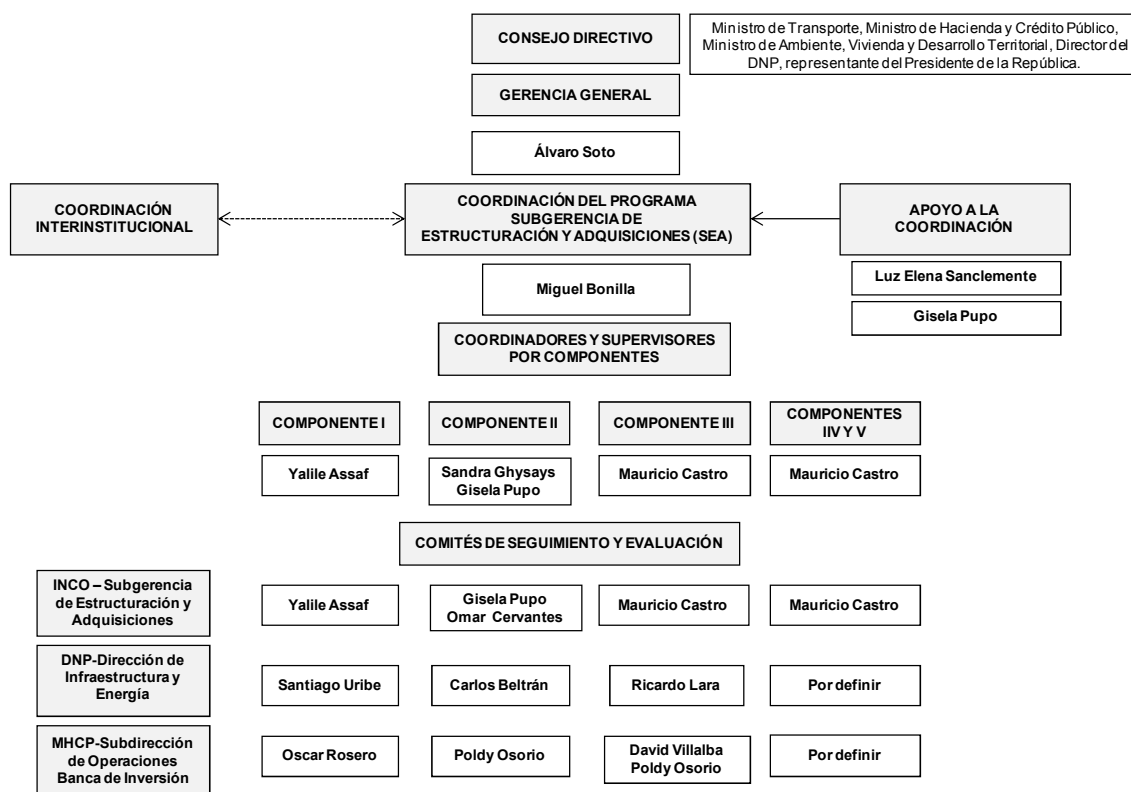 CONSEJO DIRECTIVO
Ministro de Transporte, Ministro de Hacienda y Crédito Público,
Ministro de Ambiente, Vivienda y Desarrollo Territorial, Director del
DNP, representante del Presidente de la República.
GERENCIA GENERAL
Álvaro Soto
COORDINACIÓN
INTERINSTITUCIONAL
COORDINACIÓN DEL PROGRAMA
SUBGERENCIA DE
ESTRUCTURACIÓN Y ADQUISICIONES (SEA)
APOYO A LA
COORDINACIÓN
Miguel Bonilla
Luz Elena Sanclemente
Gisela Pupo
COORDINADORES Y SUPERVISORES
POR COMPONENTES
COMPONENTE I
COMPONENTE II
COMPONENTE III
COMPONENTES
IIV Y V
Yalile Assaf
Sandra Ghysays
Gisela Pupo
Mauricio Castro
Mauricio Castro
COMITÉS DE SEGUIMIENTO Y EVALUACIÓN
INCO – Subgerencia
de Estructuración y
Adquisiciones
Yalile Assaf
Gisela Pupo
Omar Cervantes
Mauricio Castro
Mauricio Castro
DNP-Dirección de
Infraestructura y
Energía
Santiago Uribe
Carlos Beltrán
Ricardo Lara
Por definir
MHCP-Subdirección
de Operaciones
Banca de Inversión
Oscar Rosero
Poldy Osorio
David Villalba
Poldy Osorio
Por definir